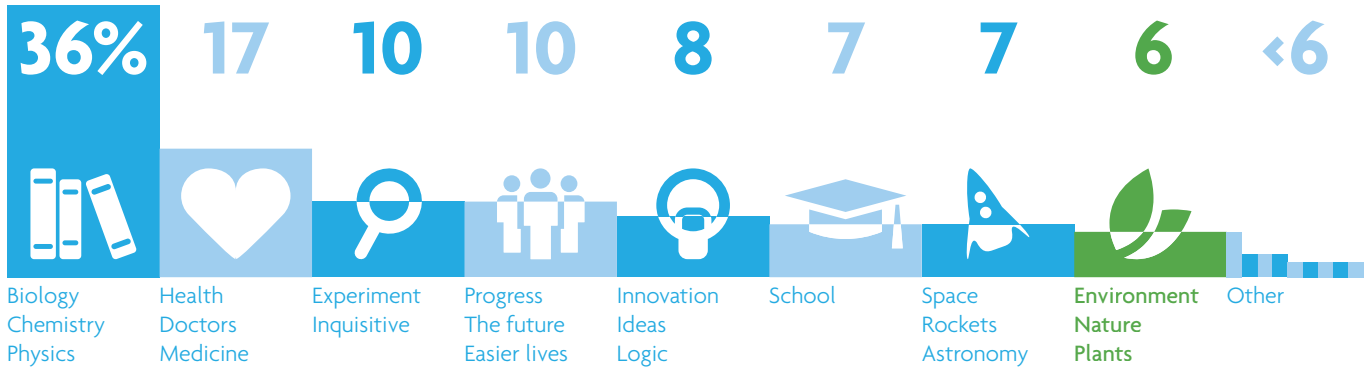 36% 17 10 10 8 7 7 6 <6
Biology
Chemistry
Physics
Health
Doctors
Medicine
Experiment
Inquisitive
Progress
The future
Easier lives
Innovation
Ideas
Logic
School
Space
Rockets
Astronomy
Environment
Nature
Plants
Other